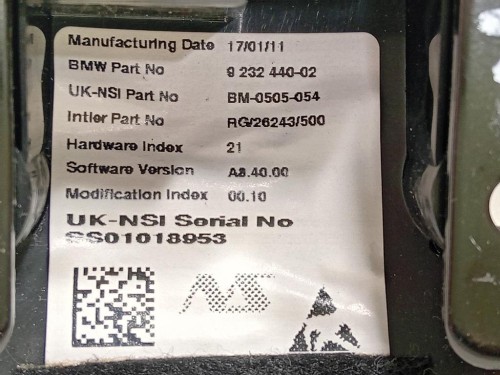 Manufacturing Date 17/01/11
BMW Part No 9 232 440-02
UK-NSI Part No BM-0505-054
Intier Part No RG/26243/500
Hardware Index 21
Software Version A8.40.00
Modification Index 00.10
UK-NSI Serial No
SS01018953